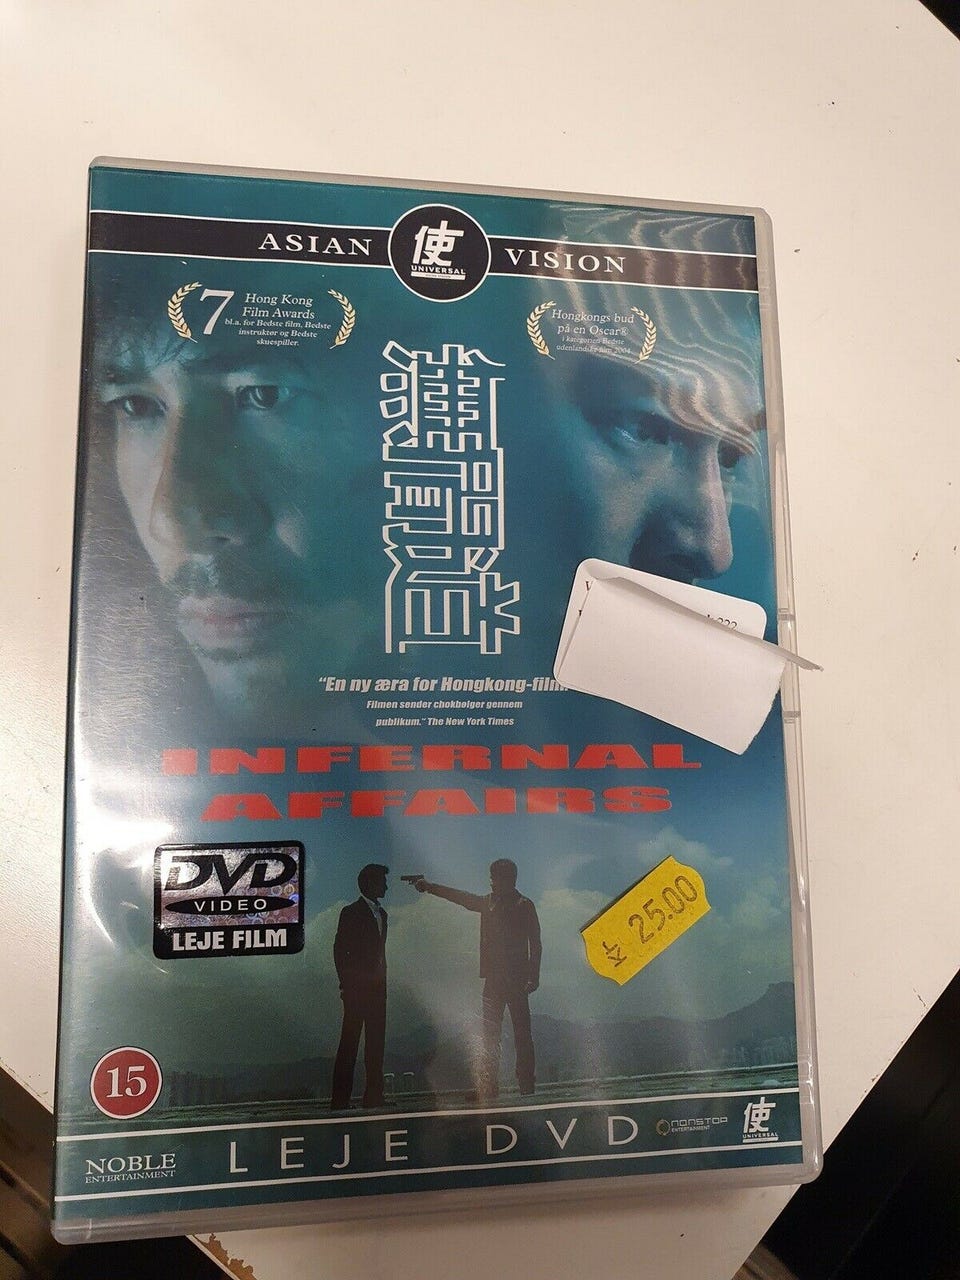 ASIAN 使 VISION
UNIVERSAL
7 Hong Kong
Film Awards
bl.a. for Bedste film, Bedste
instruktør og Bedste
skuespiller.
Hongkongs bud
på en Oscar®
i kategorien Bedste
udenlandske film 2004
無間道
"En ny æra for Hongkong-film.
Filmen sender chokbølger gennem
publikum." The New York Times
INFERNAL
AFFAIRS
DVD
VIDEO
LEJE FILM
K 25.00
15
LEJE DVD
NOBLE
ENTERTAINMENT
NONSTOP
ENTERTAINMENT
使
UNIVERSAL